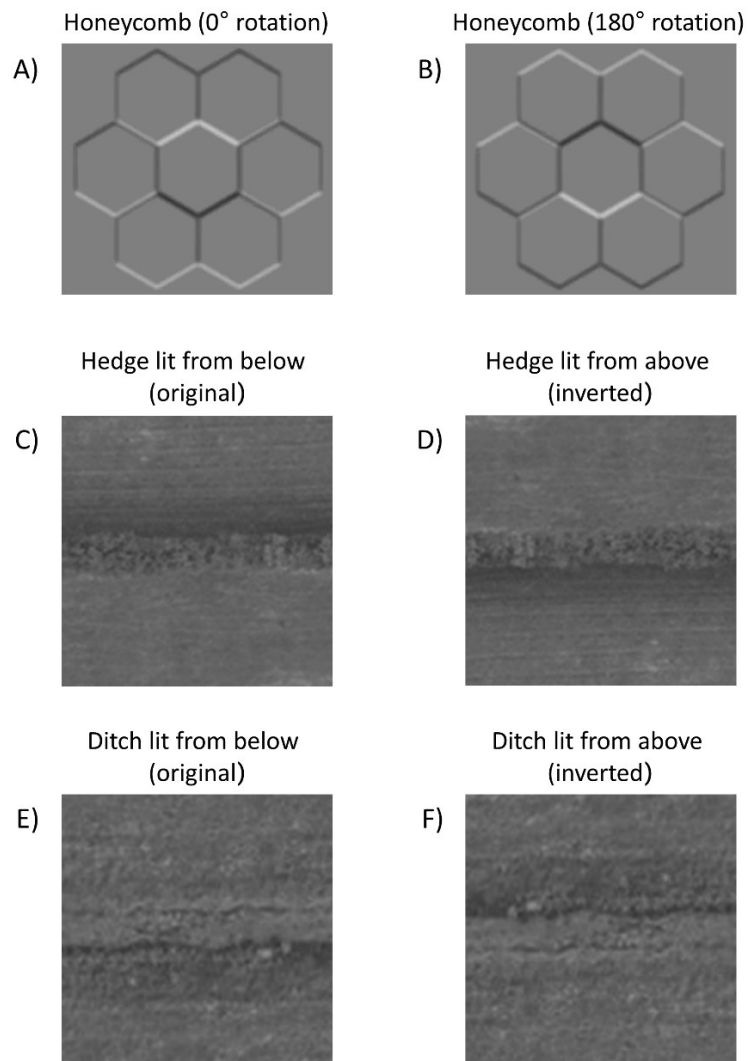 Honeycomb (0° rotation)
Honeycomb (180° rotation)
A)
B)
Hedge lit from below
(original)
Hedge lit from above
(inverted)
C)
D)
Ditch lit from below
(original)
Ditch lit from above
(inverted)
E)
F)